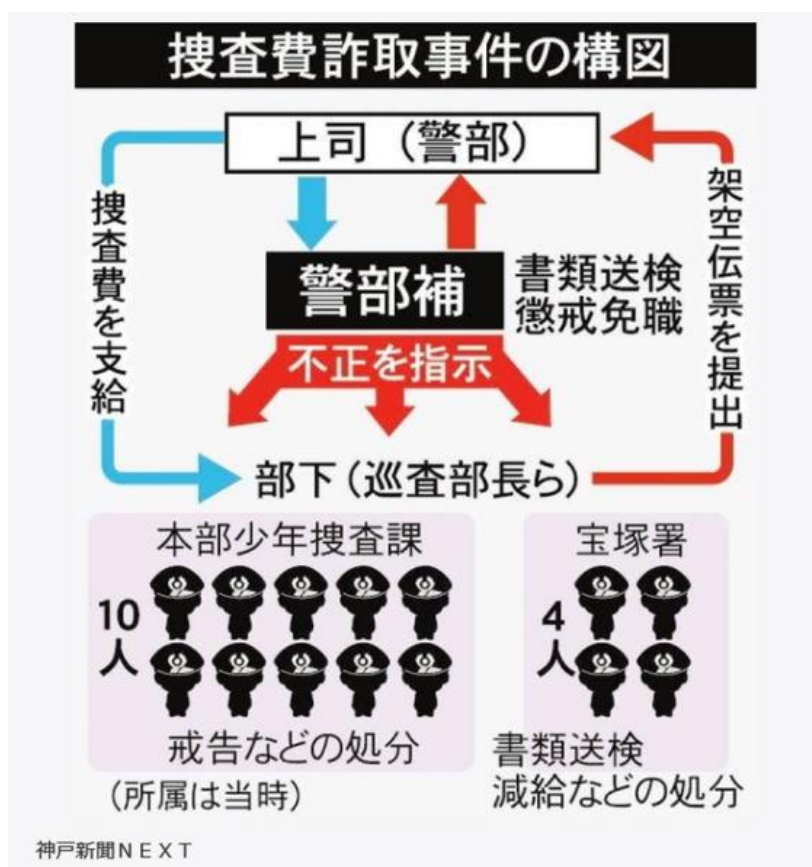 捜査費詐取事件の構図
上司（警部）
捜査費を支給
架空伝票を提出
警部補
書類送検
懲戒免職
不正を指示
部下（巡査部長ら）
本部少年捜査課
10人
戒告などの処分
（所属は当時）
宝塚署
4人
書類送検
減給などの処分
神戸新聞ＮＥＸＴ